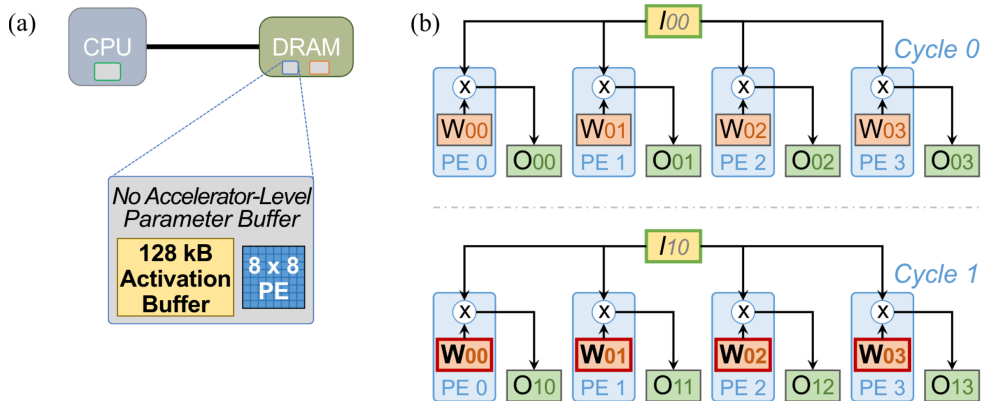 (a)
CPU
DRAM
No Accelerator-Level
Parameter Buffer
128 kB
Activation
Buffer
8 x 8
PE
(b)
I00
Cycle 0
X X X X
W00 W01 W02 W03
PE 0 O00 PE 1 O01 PE 2 O02 PE 3 O03
I10
Cycle 1
X X X X
W00 W01 W02 W03
PE 0 O10 PE 1 O11 PE 2 O12 PE 3 O13